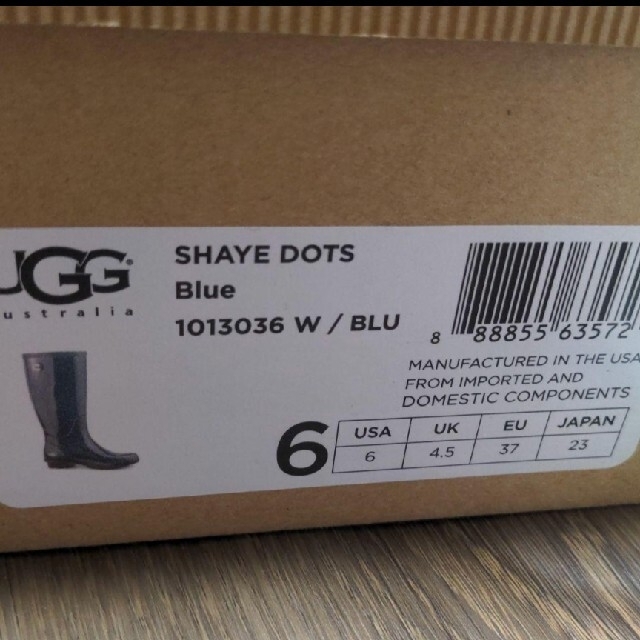 UGG®
australia
SHAYE DOTS
Blue
1013036 W / BLU
8 88855 63572
MANUFACTURED IN THE USA
FROM IMPORTED AND
DOMESTIC COMPONENTS
6
USA UK EU JAPAN
6 4.5 37 23